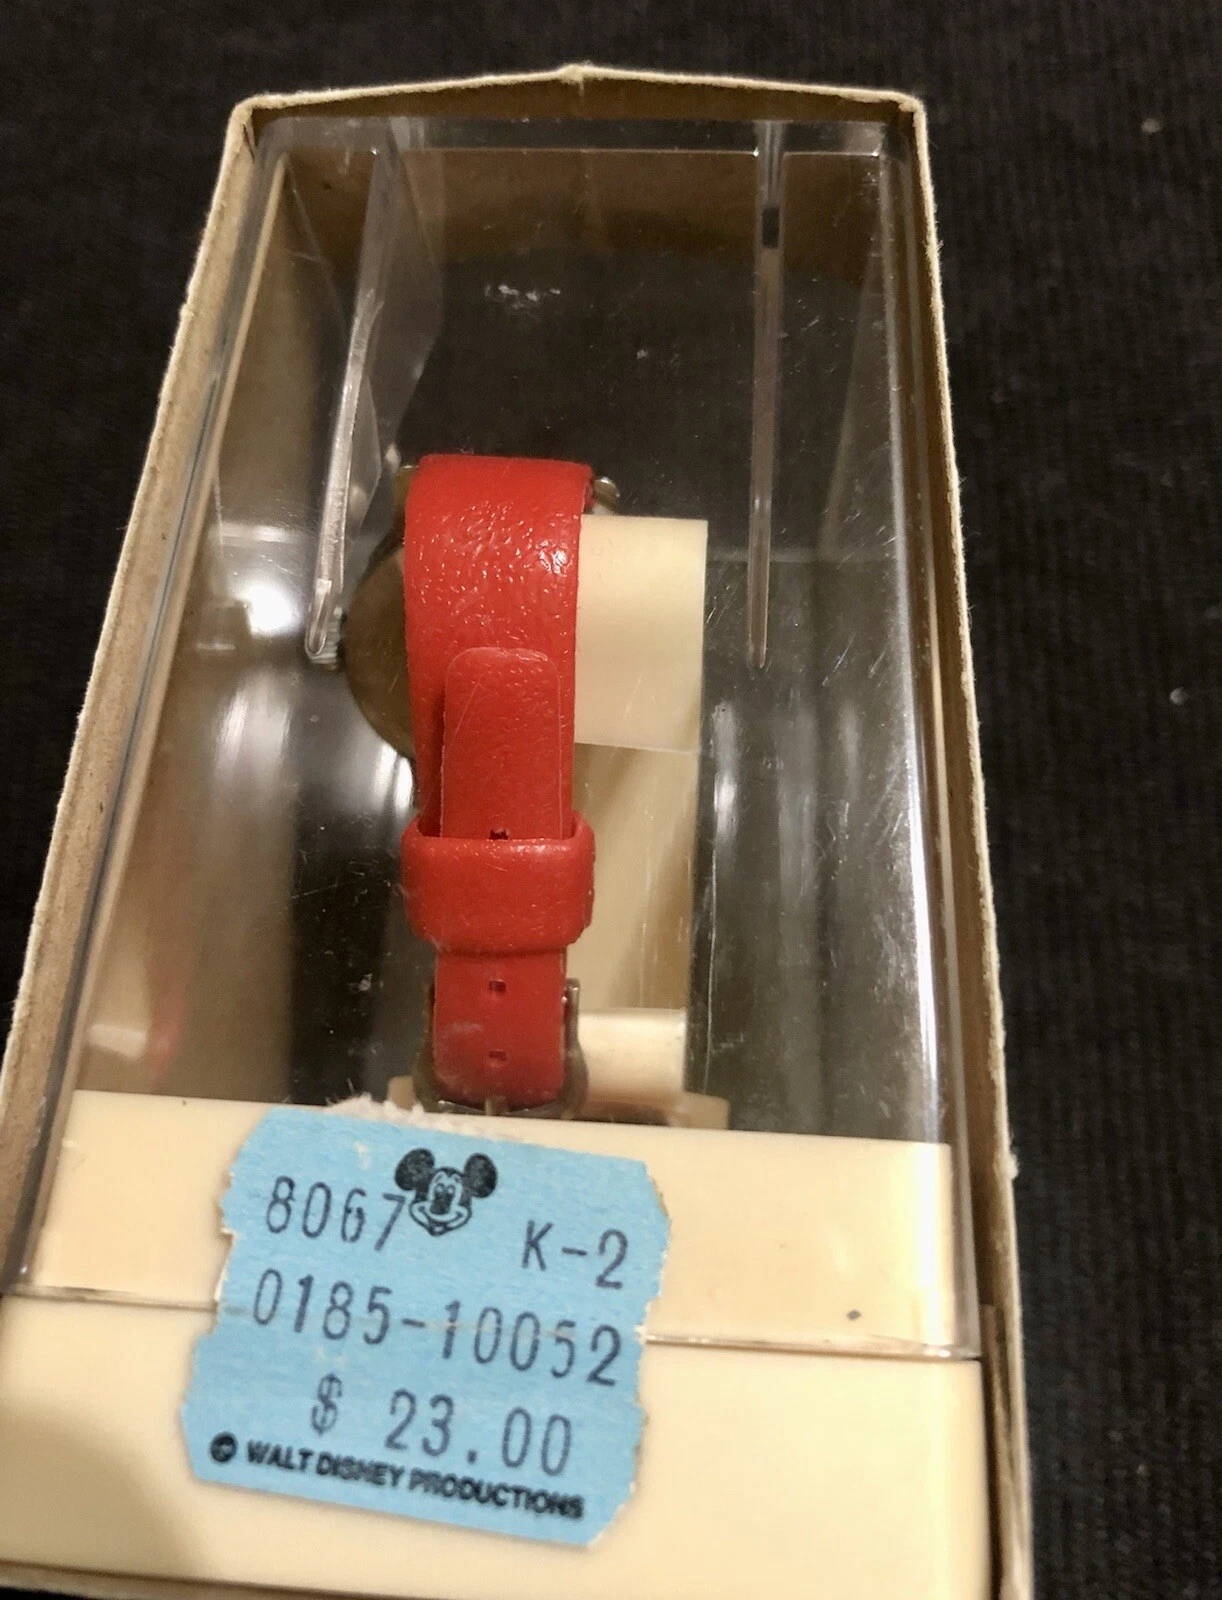 8067 K-2
0185-10052
$ 23.00
© WALT DISNEY PRODUCTIONS